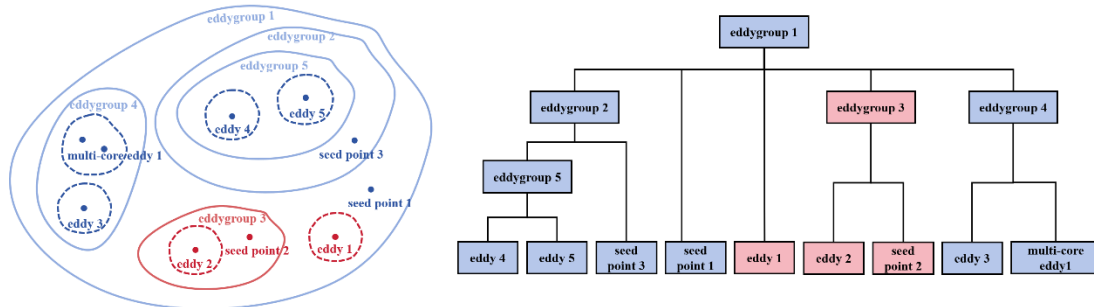 eddygroup 1
eddygroup 2
eddygroup 5
eddygroup 4
eddy 5
eddy 4
multi-core eddy 1
seed point 3
seed point 1
eddy 3
eddygroup 3
seed point 2
eddy 1
eddy 2
eddygroup 1
eddygroup 2
eddygroup 3
eddygroup 4
eddygroup 5
eddy 4
eddy 5
seed
point 3
seed
point 1
eddy 1
eddy 2
seed
point 2
eddy 3
multi-core
eddy1